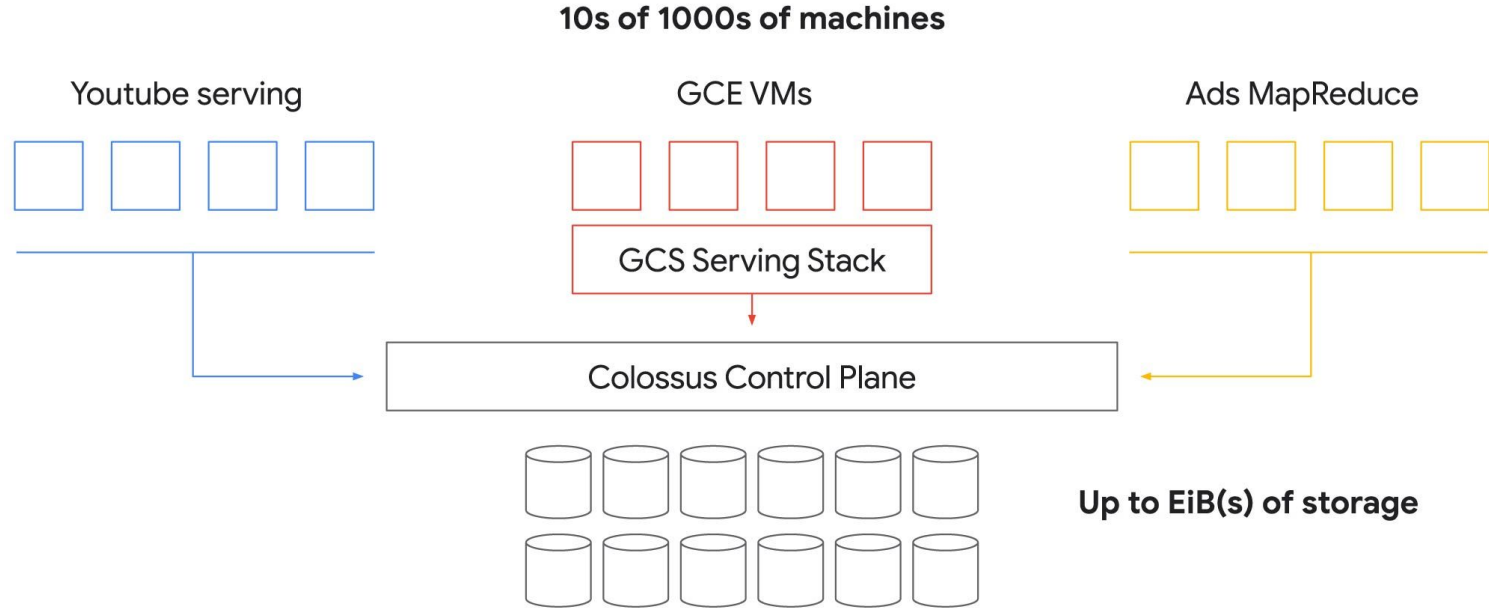 10s of 1000s of machines
Youtube serving
GCE VMs
Ads MapReduce
GCS Serving Stack
Colossus Control Plane
Up to EiB(s) of storage